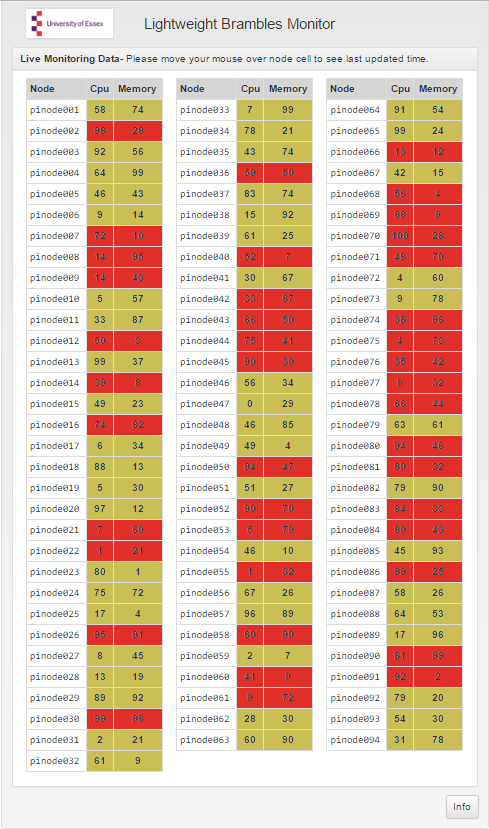 University of Essex
Lightweight Brambles Monitor
Live Monitoring Data- Please move your mouse over node cell to see last updated time.
Node Cpu Memory
pinode001 58 74
pinode002 98 28
pinode003 92 56
pinode004 64 99
pinode005 46 43
pinode006 9 14
pinode007 72 10
pinode008 14 95
pinode009 14 43
pinode010 5 57
pinode011 33 87
pinode012 50 3
pinode013 99 37
pinode014 39 6
pinode015 49 23
pinode016 74 82
pinode017 6 34
pinode018 88 13
pinode019 5 30
pinode020 97 12
pinode021 7 60
pinode022 1 21
pinode023 80 1
pinode024 75 72
pinode025 17 4
pinode026 95 91
pinode027 8 45
pinode028 13 19
pinode029 89 92
pinode030 99 96
pinode031 2 21
pinode032 61 9
Node Cpu Memory
pinode033 7 99
pinode034 78 21
pinode035 43 74
pinode036 59 50
pinode037 83 74
pinode038 15 92
pinode039 61 25
pinode040 52 7
pinode041 30 67
pinode042 33 67
pinode043 66 50
pinode044 75 41
pinode045 90 30
pinode046 56 34
pinode047 0 29
pinode048 46 85
pinode049 49 4
pinode050 94 47
pinode051 51 27
pinode052 90 70
pinode053 5 79
pinode054 46 10
pinode055 1 32
pinode056 67 26
pinode057 96 89
pinode058 60 90
pinode059 2 7
pinode060 41 9
pinode061 9 72
pinode062 28 30
pinode063 60 90
Node Cpu Memory
pinode064 91 54
pinode065 99 24
pinode066 13 12
pinode067 42 15
pinode068 56 4
pinode069 68 9
pinode070 100 28
pinode071 48 70
pinode072 4 60
pinode073 9 78
pinode074 38 96
pinode075 4 73
pinode076 35 42
pinode077 8 32
pinode078 66 44
pinode079 63 61
pinode080 94 46
pinode081 80 32
pinode082 79 90
pinode083 84 33
pinode084 80 43
pinode085 45 93
pinode086 99 25
pinode087 58 26
pinode088 64 53
pinode089 17 96
pinode090 81 99
pinode091 92 2
pinode092 79 20
pinode093 54 30
pinode094 31 78
Info